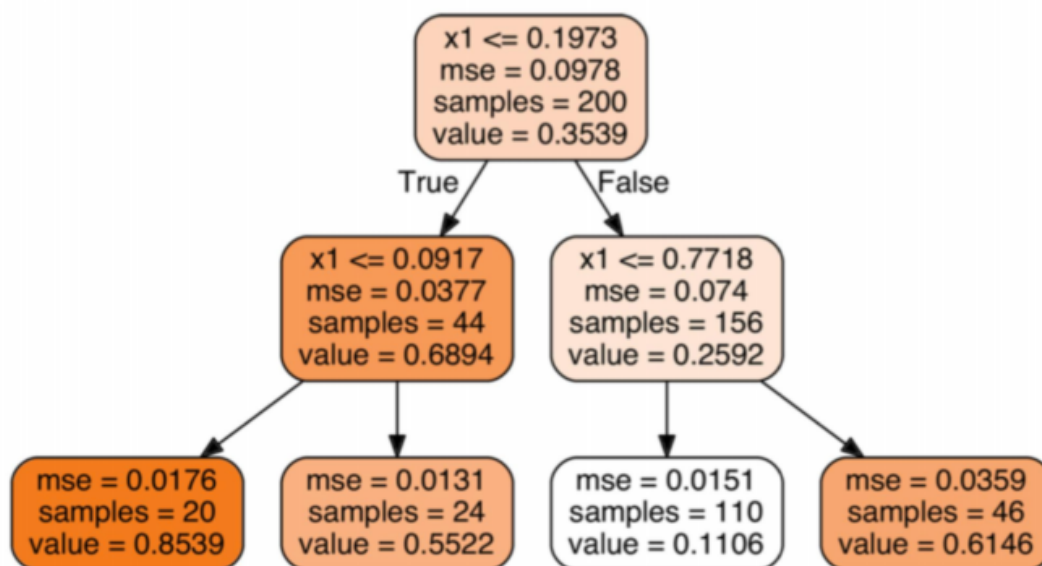 x1 <= 0.1973
mse = 0.0978
samples = 200
value = 0.3539
True
False
x1 <= 0.0917
mse = 0.0377
samples = 44
value = 0.6894
x1 <= 0.7718
mse = 0.074
samples = 156
value = 0.2592
mse = 0.0176
samples = 20
value = 0.8539
mse = 0.0131
samples = 24
value = 0.5522
mse = 0.0151
samples = 110
value = 0.1106
mse = 0.0359
samples = 46
value = 0.6146